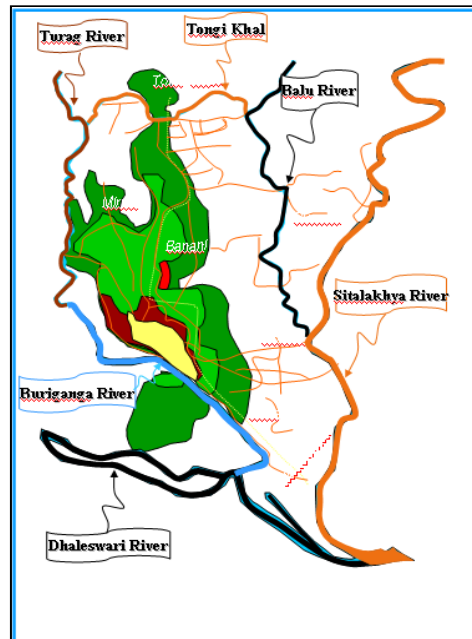 Turag River
Tongi Khal
Balu River
Banani
Sitalakhya River
Buriganga River
Dhaleswari River